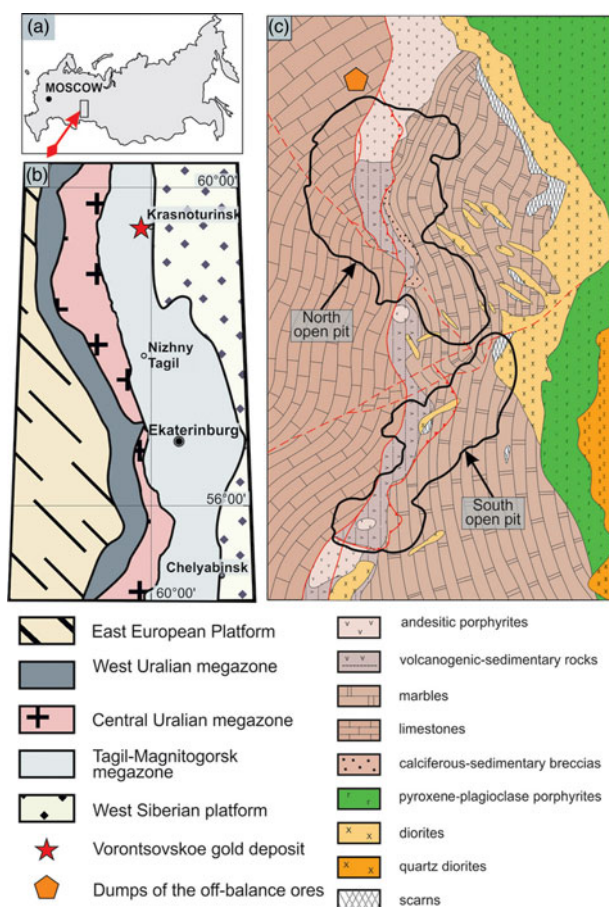 (a)
MOSCOW
(b)
60°00'
Krasnoturinsk
Nizhny
Tagil
Ekaterinburg
56°00'
Chelyabinsk
60°00'
(c)
North
open pit
South
open pit
East European Platform
West Uralian megazone
Central Uralian megazone
Tagil-Magnitogorsk
megazone
West Siberian platform
Vorontsovskoe gold deposit
Dumps of the off-balance ores
andesitic porphyrites
volcanogenic-sedimentary rocks
marbles
limestones
calciferous-sedimentary breccias
pyroxene-plagioclase porphyrites
diorites
quartz diorites
scarns